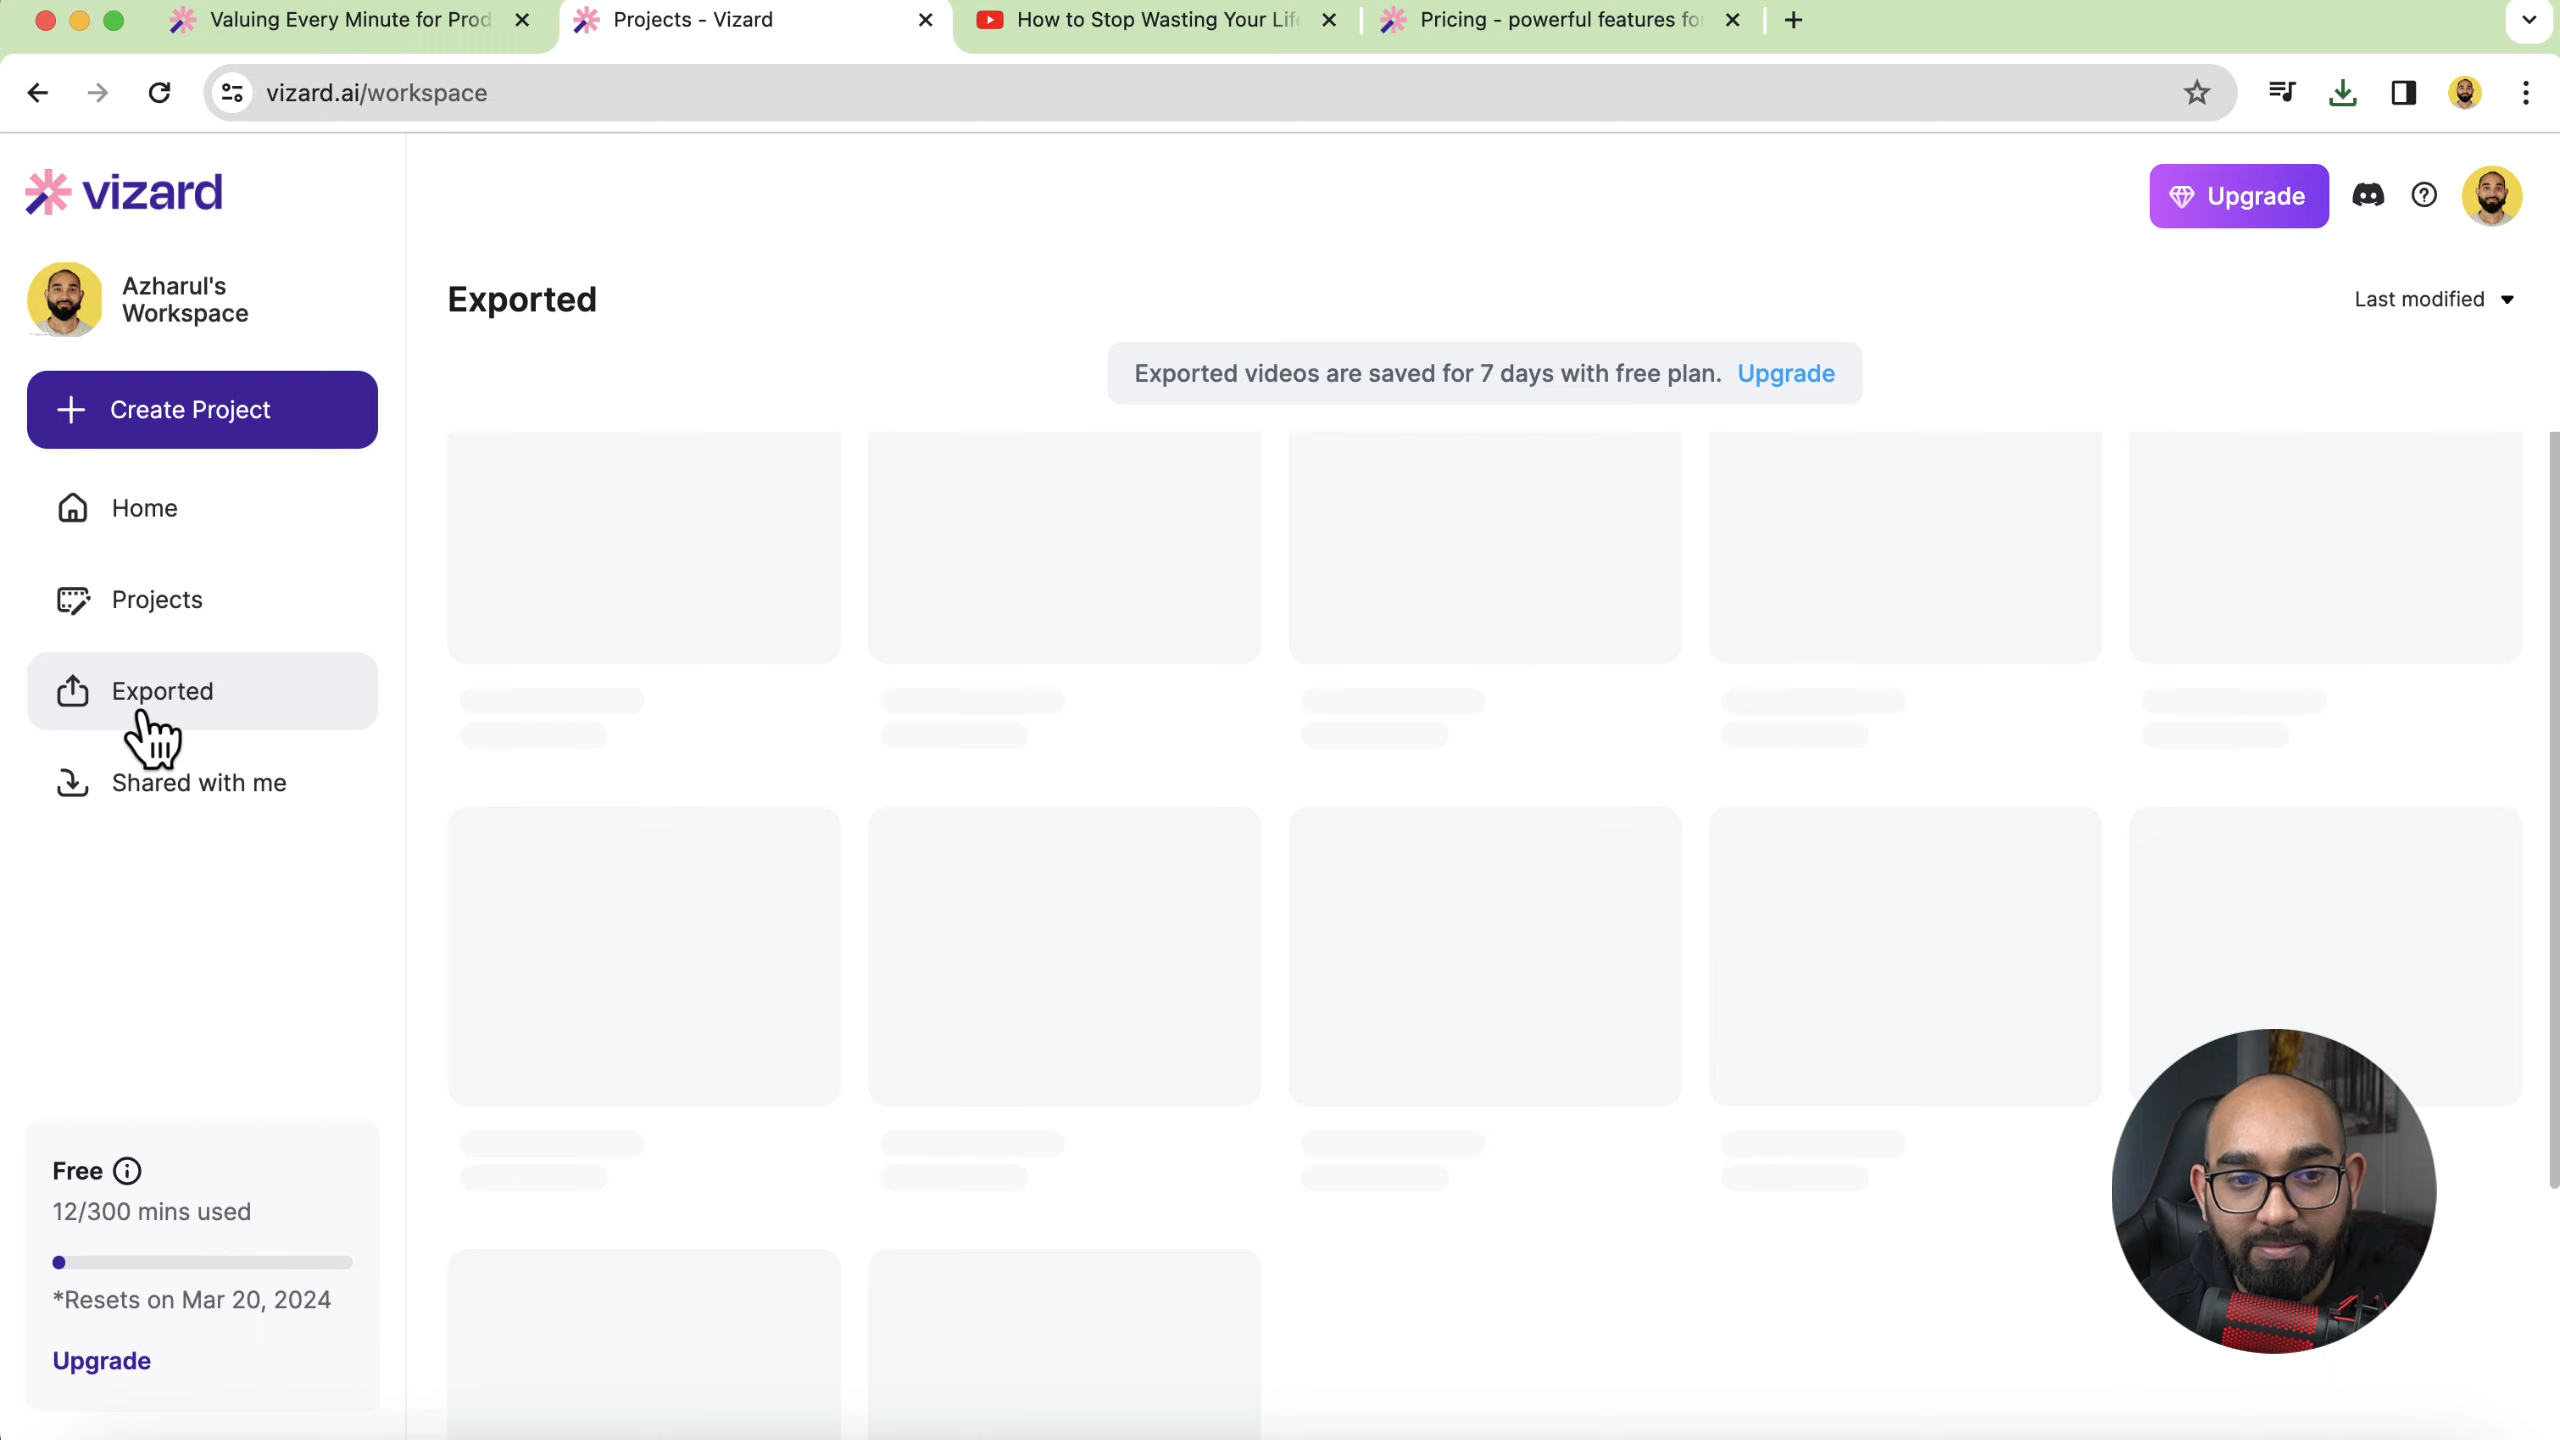 Valuing Every Minute for Prod
Projects - Vizard
How to Stop Wasting Your Lif
Pricing - powerful features fo
vizard.ai/workspace
vizard
Upgrade
Azharul's
Workspace
Exported
Last modified
Exported videos are saved for 7 days with free plan. Upgrade
Create Project
Home
Projects
Exported
Shared with me
Free
12/300 mins used
*Resets on Mar 20, 2024
Upgrade